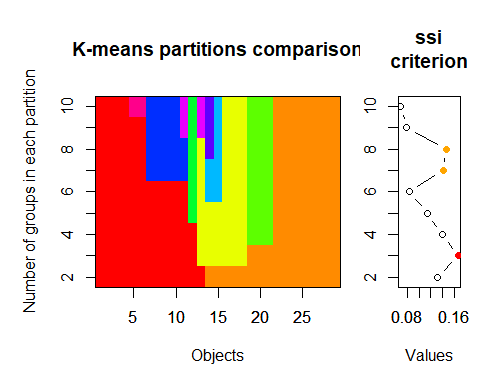 K-means partitions comparison
ssi
criterion
Number of groups in each partition
10
8
6
4
2
5 10 15 20 25
Objects
10
8
6
4
2
0.08 0.16
Values